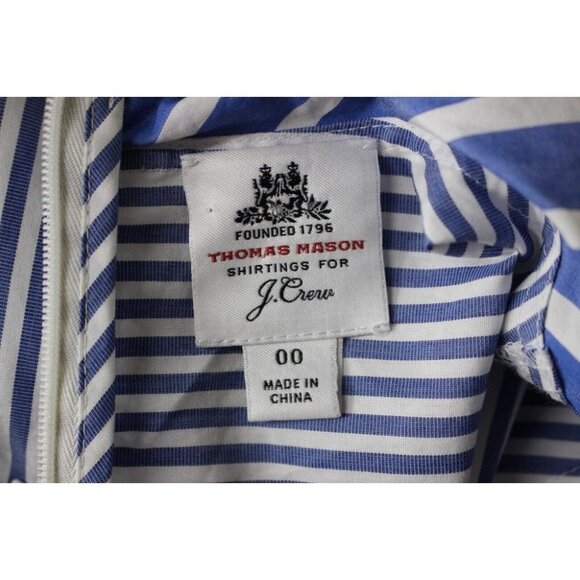 FOUNDED 1796
THOMAS MASON
SHIRTINGS FOR
J.Crew
00
MADE IN
CHINA